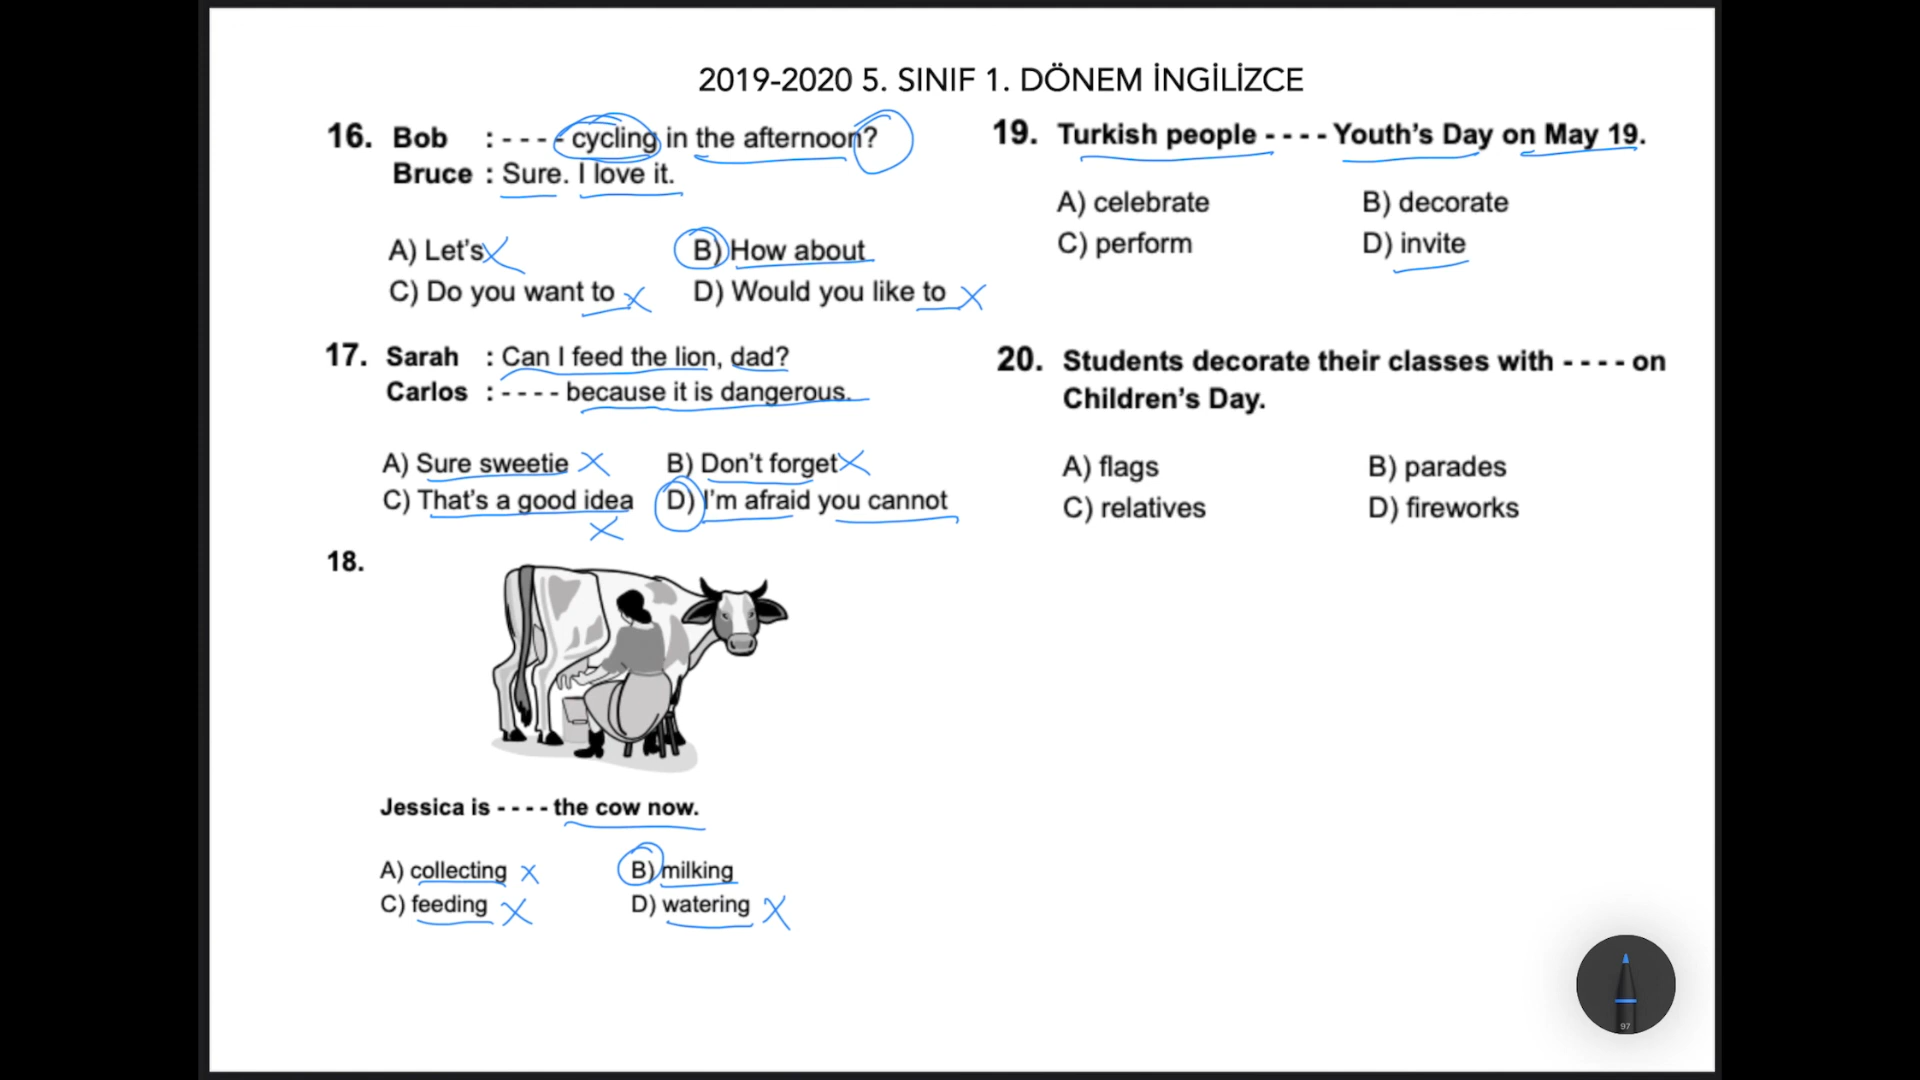 2019-2020 5. SINIF 1. DÖNEM İNGİLİZCE
16. Bob : - - - - cycling in the afternoon?
Bruce : Sure. I love it.
A) Let's B) How about
C) Do you want to D) Would you like to
17. Sarah : Can I feed the lion, dad?
Carlos : - - - - because it is dangerous.
A) Sure sweetie B) Don't forget
C) That's a good idea D) I'm afraid you cannot
18.
Jessica is - - - - the cow now.
A) collecting B) milking
C) feeding D) watering
19. Turkish people - - - - Youth's Day on May 19.
A) celebrate B) decorate
C) perform D) invite
20. Students decorate their classes with - - - - on
Children's Day.
A) flags B) parades
C) relatives D) fireworks
97